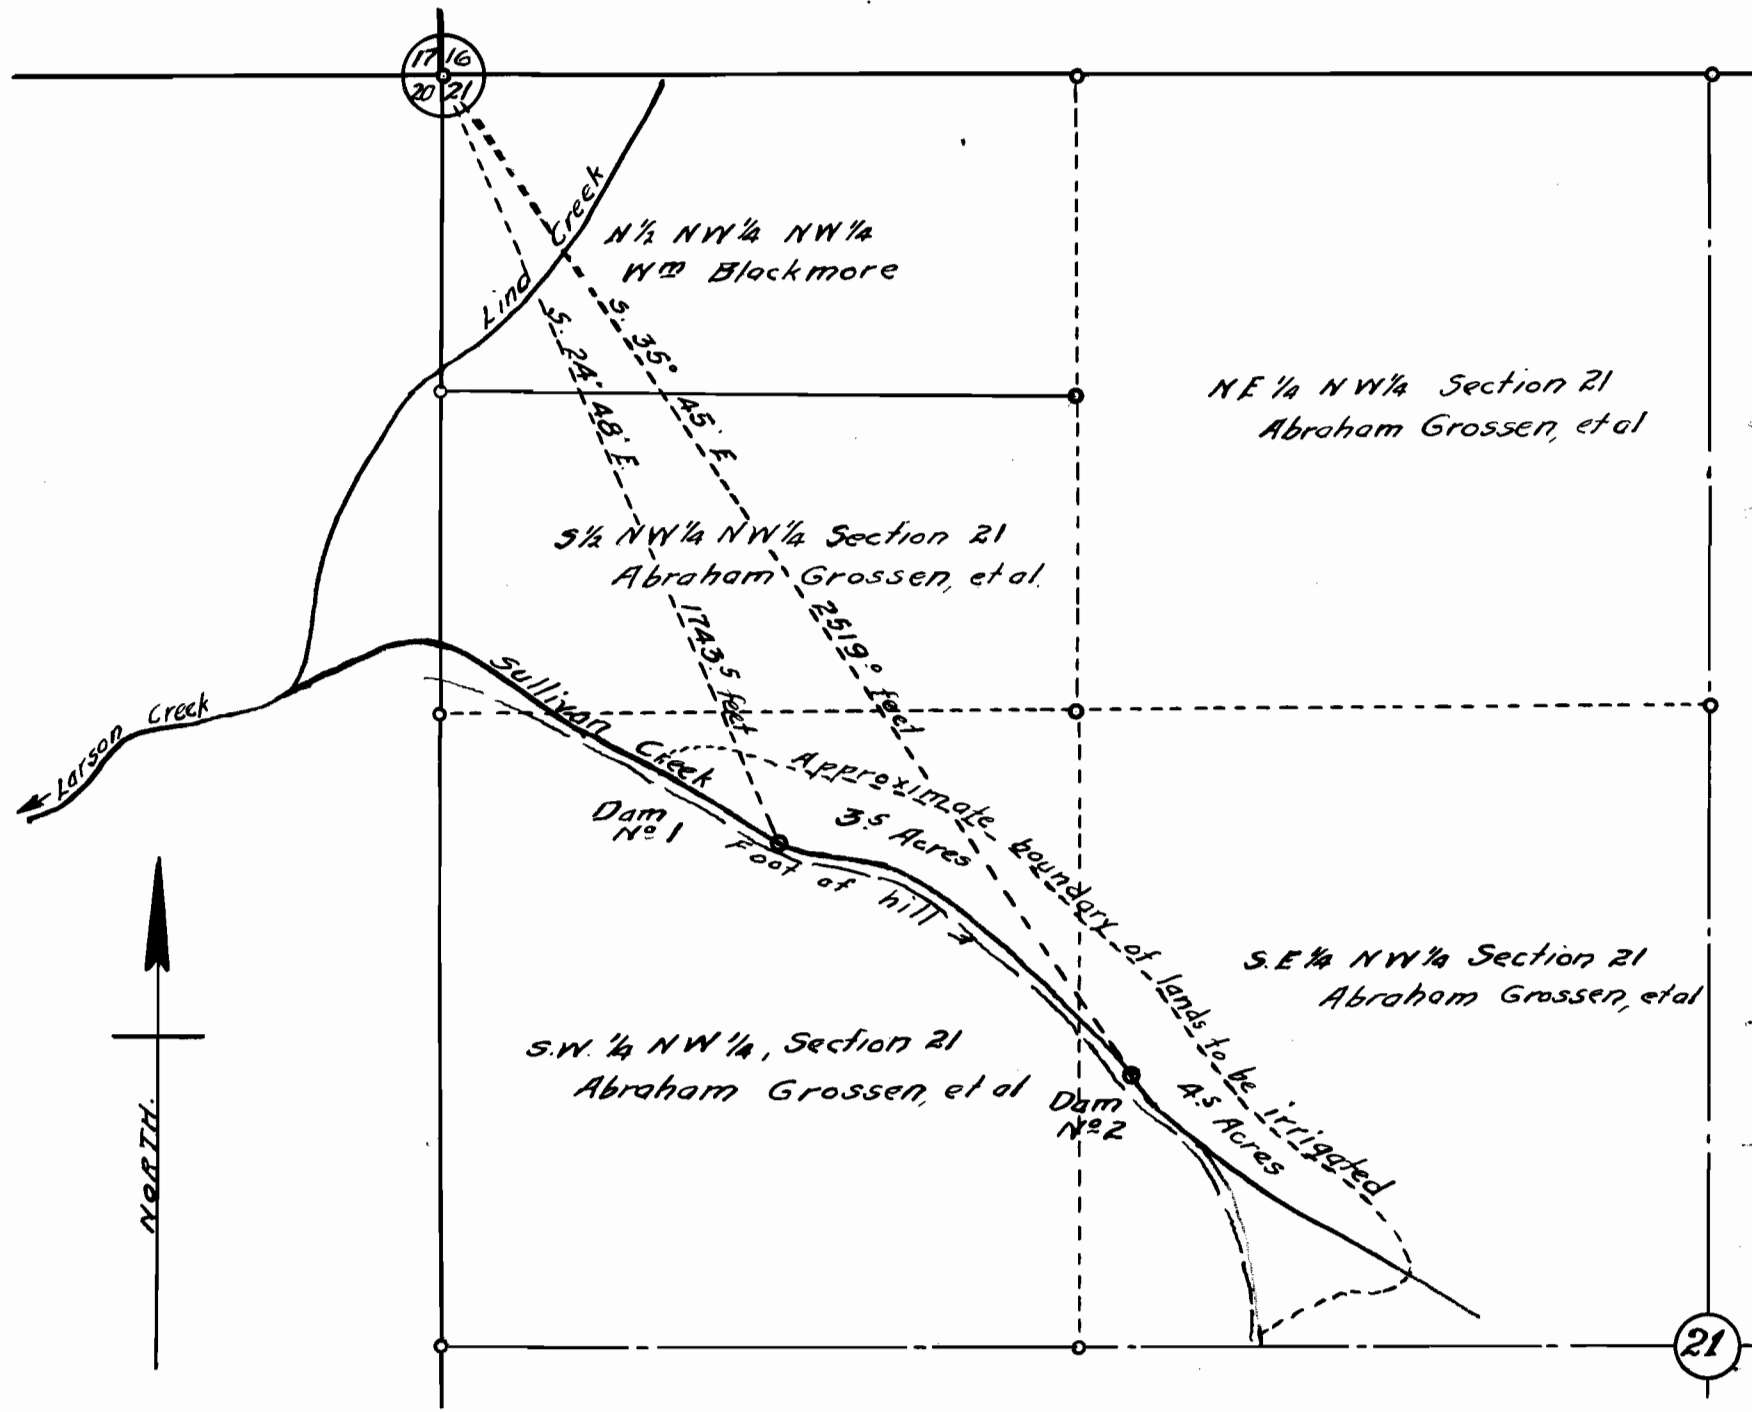 17 16
20 21
Lind Creek
N½ NW¼ NW¼
Wm Blackmore
S. 24° 48' E.
1743.5 feet
S. 35° 45' E
2519.0 feet
NE¼ NW¼ Section 21
Abraham Grossen, et al
S½ NW¼ NW¼ Section 21
Abraham Grossen, et al.
Larson Creek
Sullivan Creek
Dam
No 1
Foot of hill
Approximate boundary of lands to be irrigated
3.5 Acres
S.E¼ NW¼ Section 21
Abraham Grossen, et al
S.W.¼ NW¼, Section 21
Abraham Grossen, et al
Dam
No 2
4.5 Acres
NORTH.
21